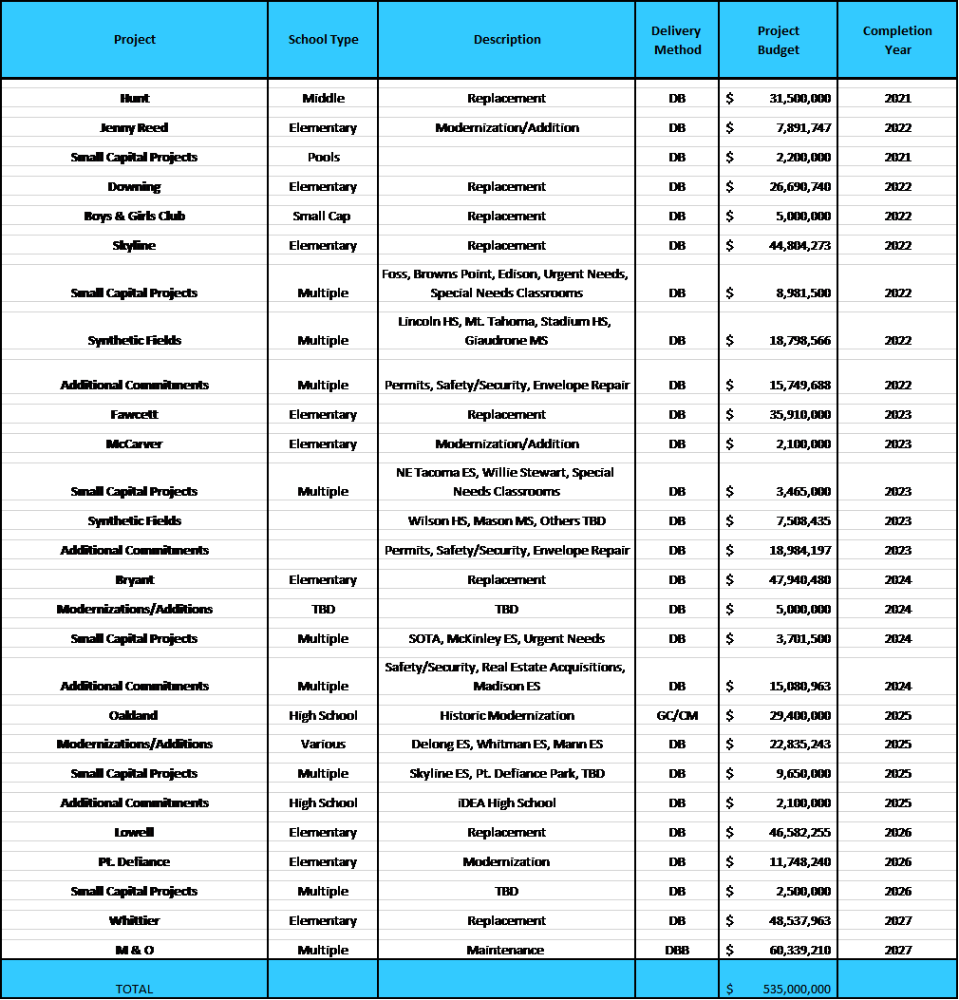 Project School Type Description Delivery Method Project Budget Completion Year
Hunt Middle Replacement DB $ 31,500,000 2021
Jenny Reed Elementary Modernization/Addition DB $ 7,891,747 2022
Small Capital Projects Pools DB $ 2,200,000 2021
Downing Elementary Replacement DB $ 26,690,740 2022
Boys & Girls Club Small Cap Replacement DB $ 5,000,000 2022
Skyline Elementary Replacement DB $ 44,804,273 2022
Foss, Browns Point, Edison, Urgent Needs,
Small Capital Projects Multiple Special Needs Classrooms DB $ 8,981,500 2022
Lincoln HS, Mt. Tahoma, Stadium HS,
Synthetic Fields Multiple Giaudrone MS DB $ 18,798,566 2022
Additional Commitments Multiple Permits, Safety/Security, Envelope Repair DB $ 15,749,688 2022
Fawcett Elementary Replacement DB $ 35,910,000 2023
McCarver Elementary Modernization/Addition DB $ 2,100,000 2023
NE Tacoma ES, Willie Stewart, Special
Small Capital Projects Multiple Needs Classrooms DB $ 3,465,000 2023
Synthetic Fields Wilson HS, Mason MS, Others TBD DB $ 7,508,435 2023
Additional Commitments Permits, Safety/Security, Envelope Repair DB $ 18,984,197 2023
Bryant Elementary Replacement DB $ 47,940,480 2024
Modernizations/Additions TBD TBD DB $ 5,000,000 2024
Small Capital Projects Multiple SOTA, McKinley ES, Urgent Needs DB $ 3,701,500 2024
Safety/Security, Real Estate Acquisitions,
Additional Commitments Multiple Madison ES DB $ 15,080,963 2024
Oakland High School Historic Modernization GC/CM $ 29,400,000 2025
Modernizations/Additions Various Delong ES, Whitman ES, Mann ES DB $ 22,835,243 2025
Small Capital Projects Multiple Skyline ES, Pt. Defiance Park, TBD DB $ 9,650,000 2025
Additional Commitments High School iDEA High School DB $ 2,100,000 2025
Lowell Elementary Replacement DB $ 46,582,255 2026
Pt. Defiance Elementary Modernization DB $ 11,748,240 2026
Small Capital Projects Multiple TBD DB $ 2,500,000 2026
Whittier Elementary Replacement DB $ 48,537,963 2027
M & O Multiple Maintenance DBB $ 60,339,210 2027
TOTAL $ 535,000,000